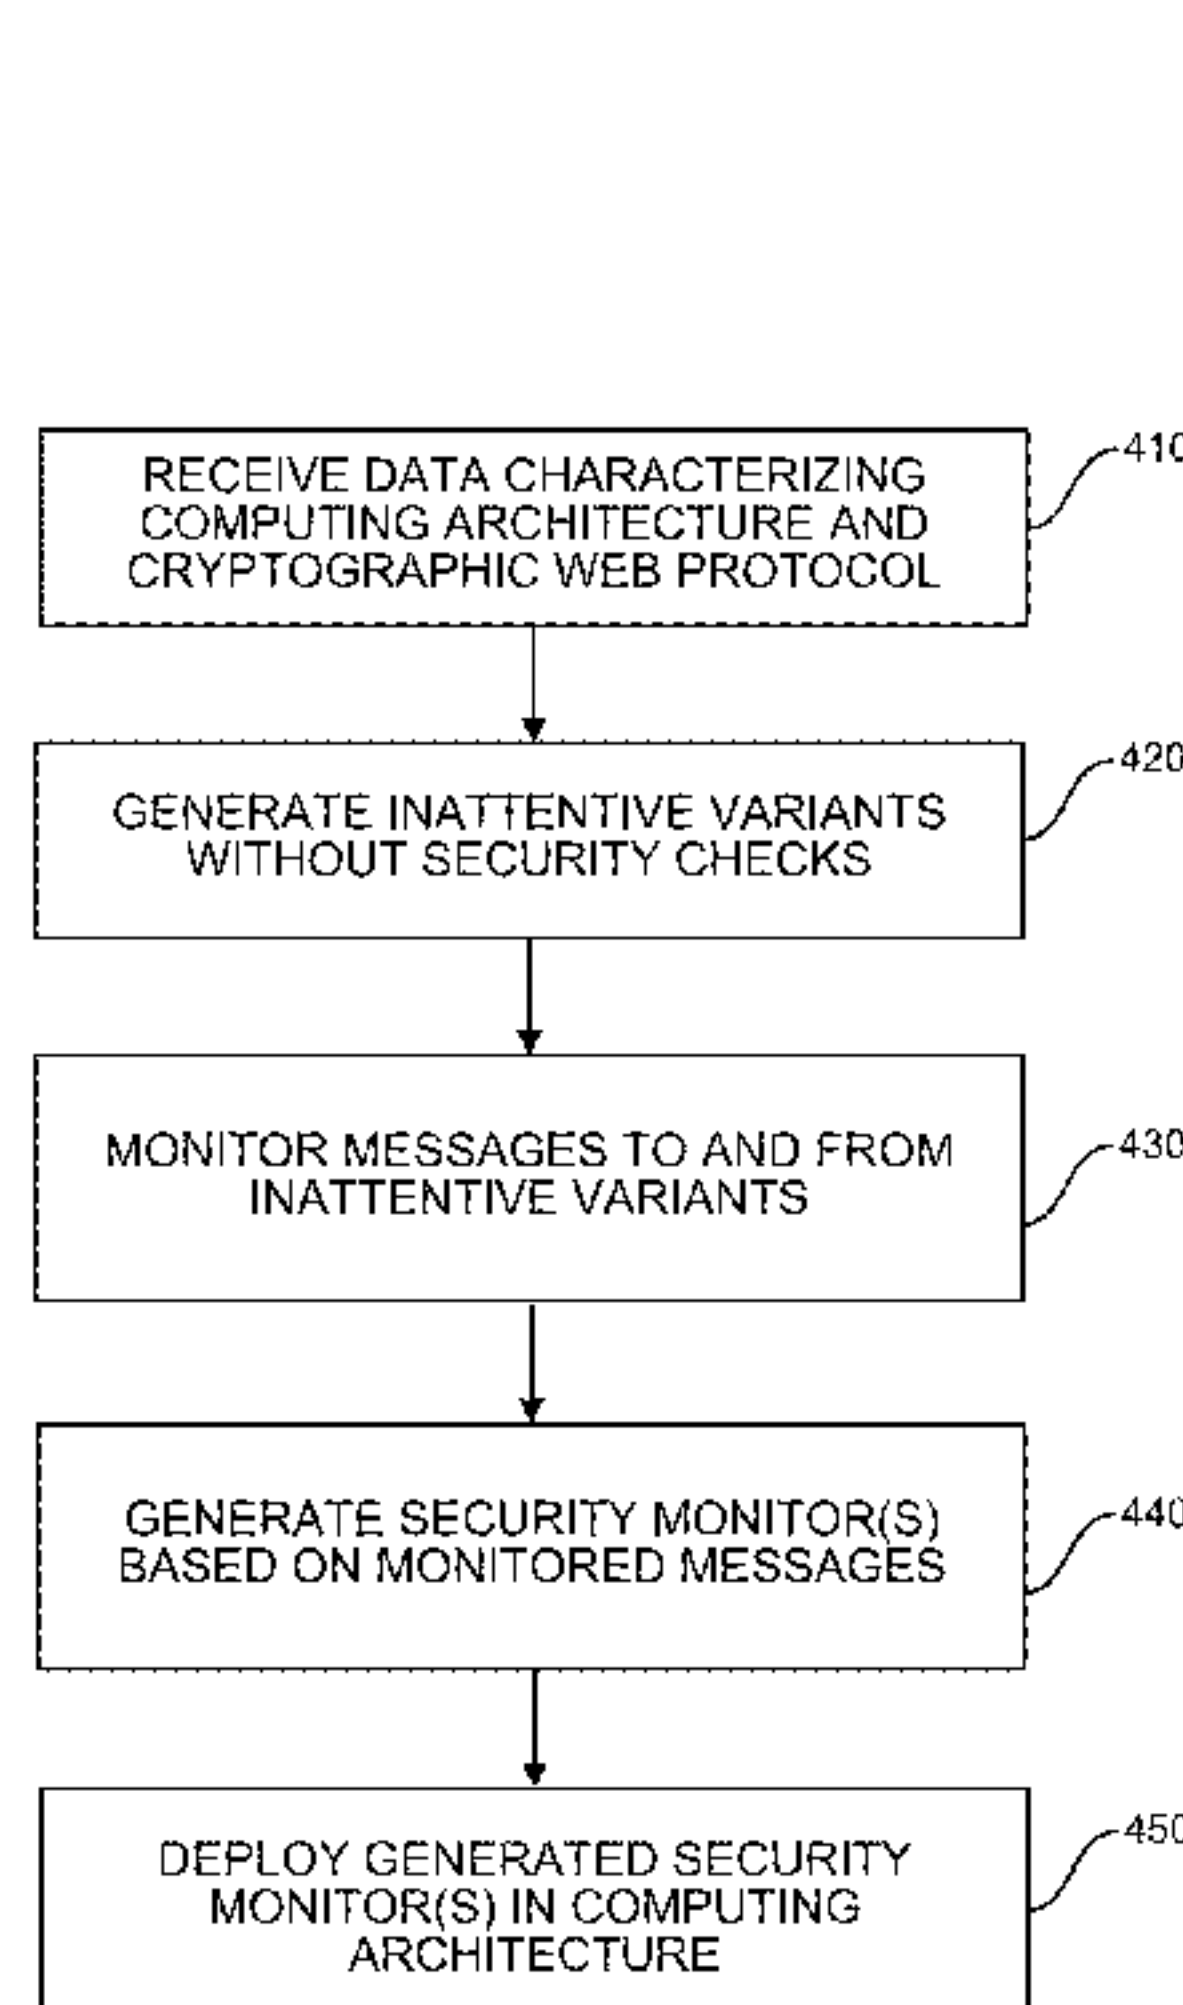 RECEIVE DATA CHARACTERIZING
COMPUTING ARCHITECTURE AND
CRYPTOGRAPHIC WEB PROTOCOL
410
GENERATE INATTENTIVE VARIANTS
WITHOUT SECURITY CHECKS
420
MONITOR MESSAGES TO AND FROM
INATTENTIVE VARIANTS
430
GENERATE SECURITY MONITOR(S)
BASED ON MONITORED MESSAGES
440
DEPLOY GENERATED SECURITY
MONITOR(S) IN COMPUTING
ARCHITECTURE
450